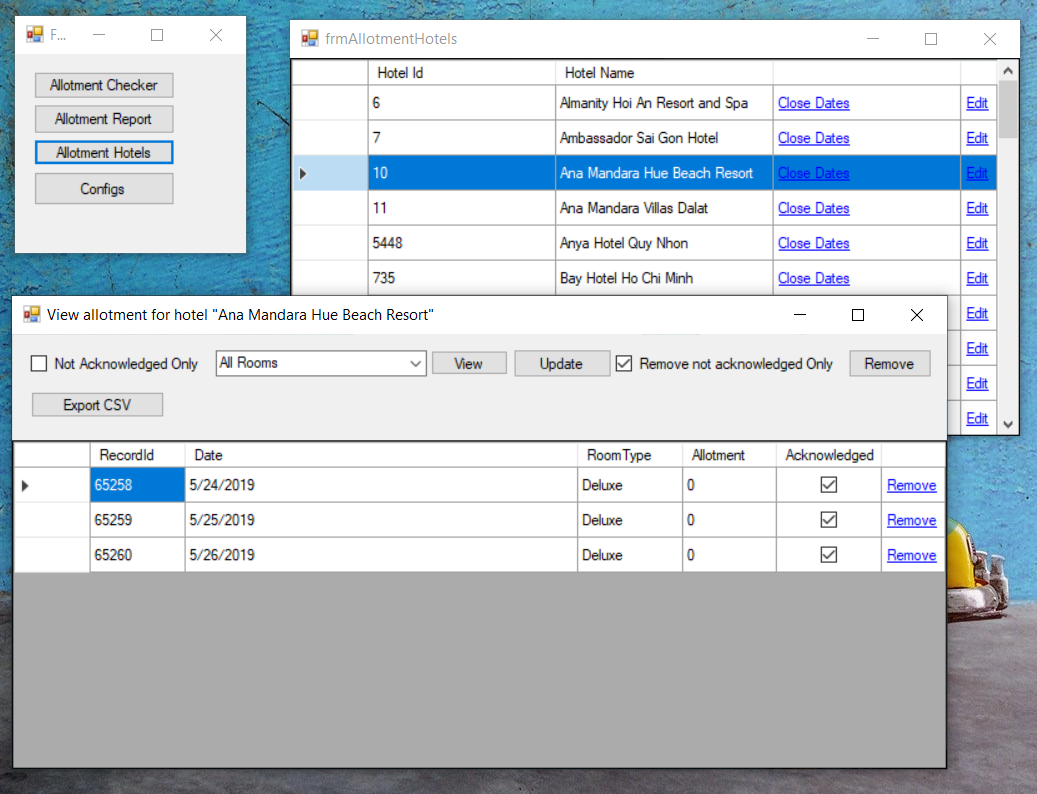 F...
Allotment Checker
Allotment Report
Allotment Hotels
Configs
frmAllotmentHotels
Hotel Id Hotel Name
6 Almanity Hoi An Resort and Spa Close Dates Edit
7 Ambassador Sai Gon Hotel Close Dates Edit
10 Ana Mandara Hue Beach Resort Close Dates Edit
11 Ana Mandara Villas Dalat Close Dates Edit
5448 Anya Hotel Quy Nhon Close Dates Edit
735 Bay Hotel Ho Chi Minh Close Dates Edit
Edit
Edit
Edit
Edit
View allotment for hotel "Ana Mandara Hue Beach Resort"
Not Acknowledged Only All Rooms View Update Remove not acknowledged Only Remove
Export CSV
RecordId Date RoomType Allotment Acknowledged
65258 5/24/2019 Deluxe 0 Remove
65259 5/25/2019 Deluxe 0 Remove
65260 5/26/2019 Deluxe 0 Remove